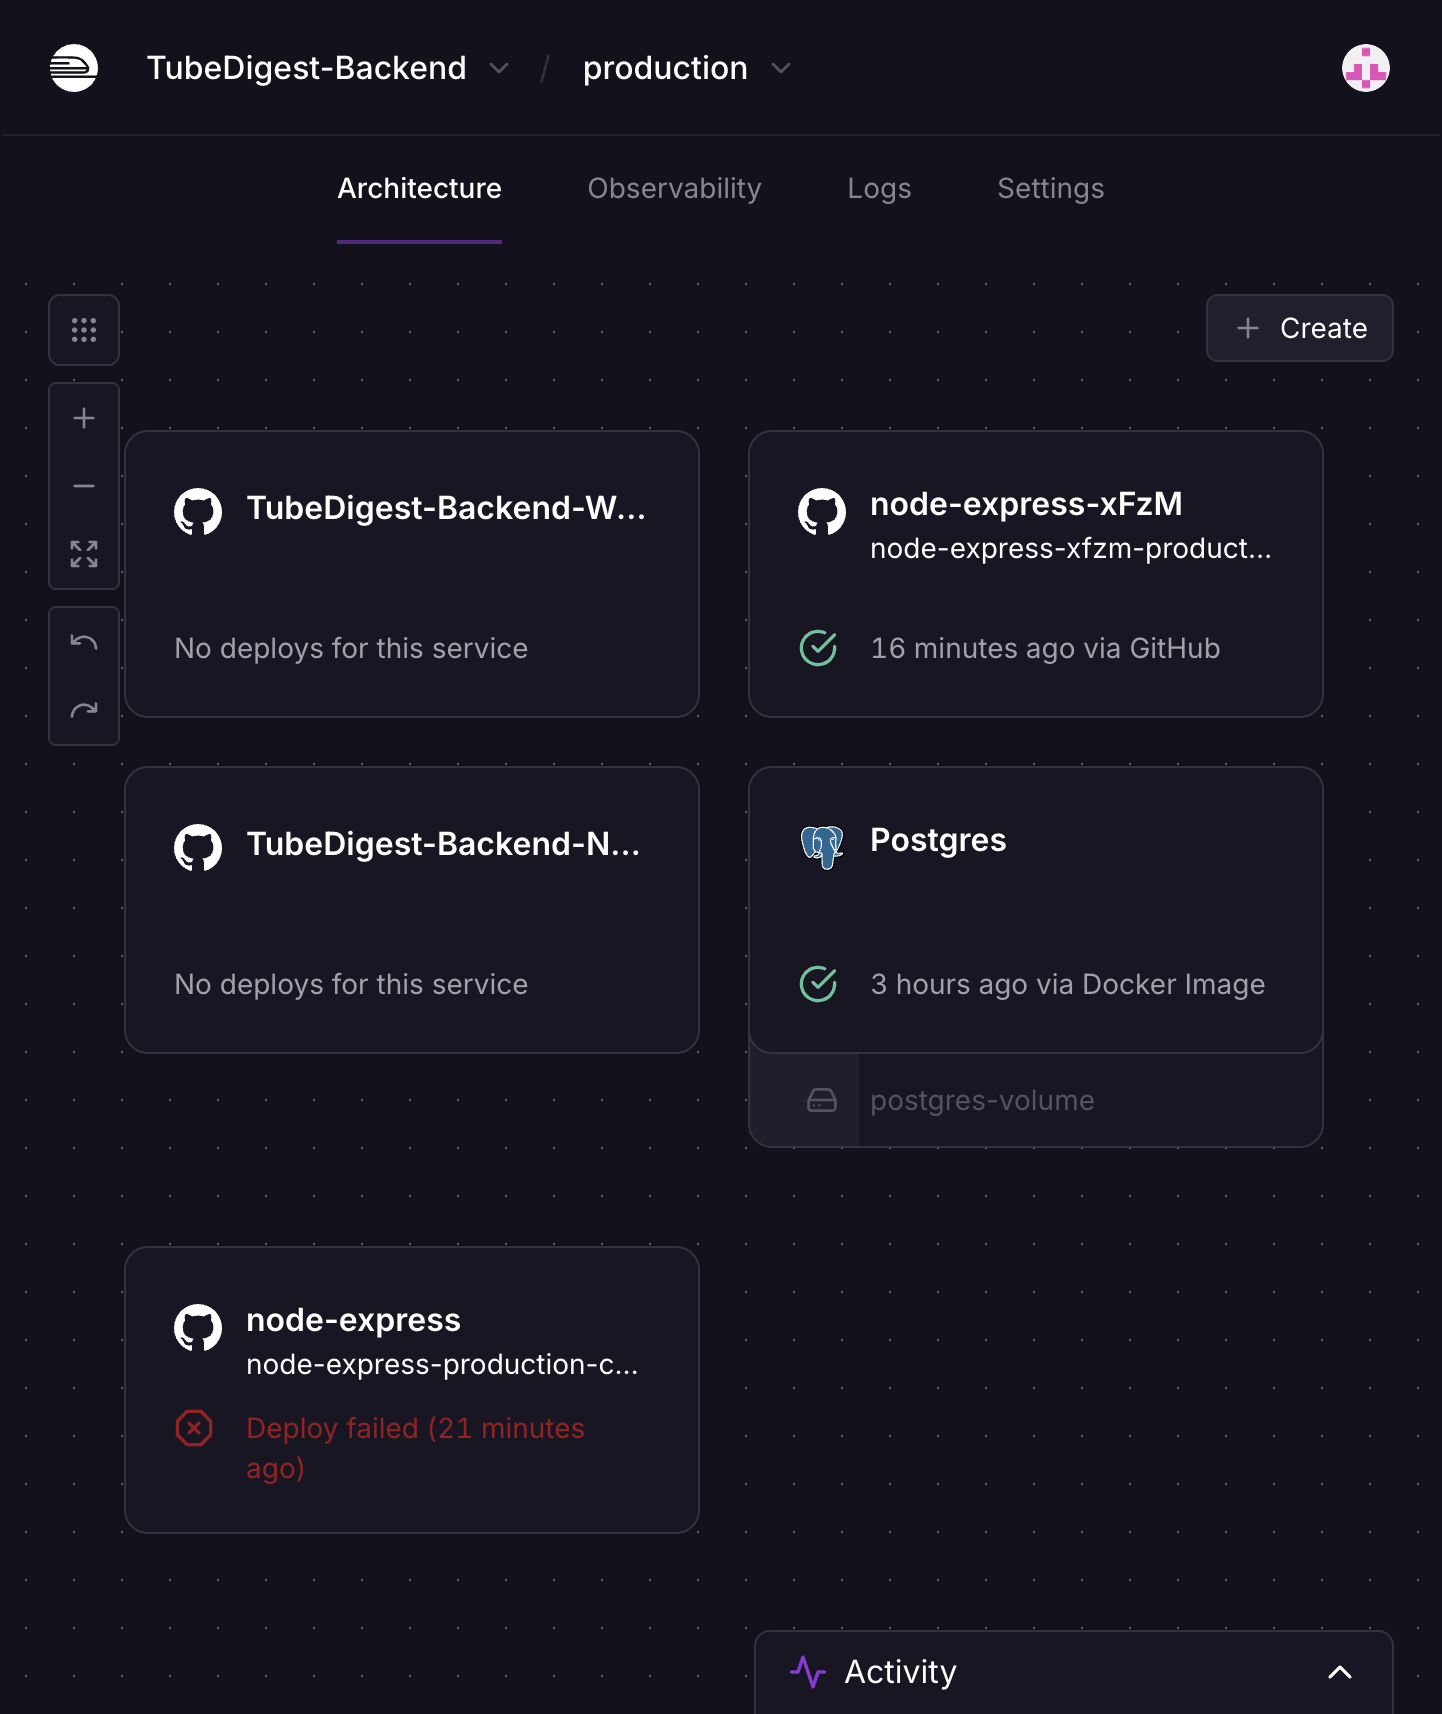 TubeDigest-Backend / production
Architecture Observability Logs Settings
Create
TubeDigest-Backend-W...
No deploys for this service
node-express-xFzM
node-express-xfzm-product...
16 minutes ago via GitHub
TubeDigest-Backend-N...
No deploys for this service
Postgres
3 hours ago via Docker Image
postgres-volume
node-express
node-express-production-c...
Deploy failed (21 minutes
ago)
Activity